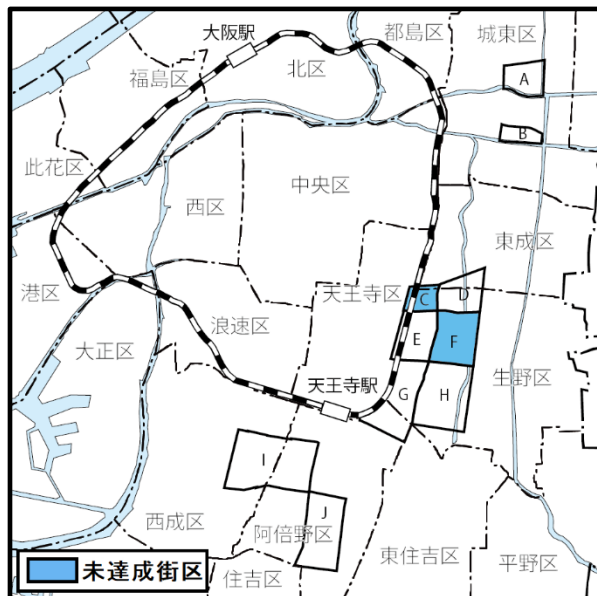 大阪駅
都島区
城東区
北区
福島区
A
B
此花区
中央区
西区
東成区
港区
天王寺区
C
D
浪速区
E
F
大正区
生野区
天王寺駅
G
H
I
J
西成区
阿倍野区
東住吉区
平野区
住吉区
未達成街区